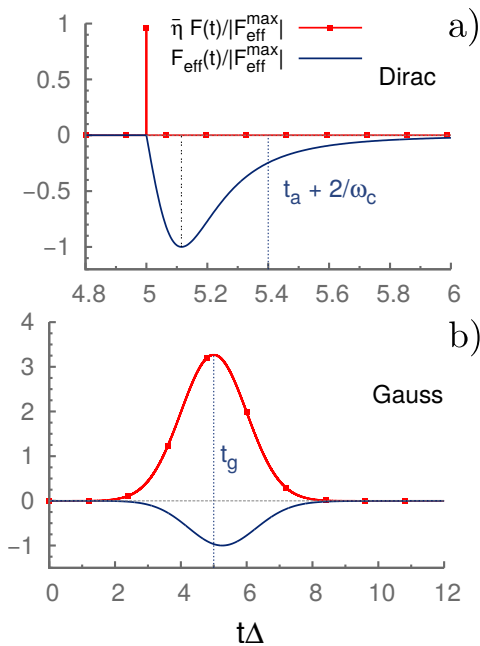 a)
η̄ F(t)/|F_eff^max|
F_eff(t)/|F_eff^max|
Dirac
1
0.5
0
−0.5
−1
t_a + 2/ω_c
4.8 5 5.2 5.4 5.6 5.8 6
b)
Gauss
4
3
2
1
0
−1
t_g
0 2 4 6 8 10 12
tΔ